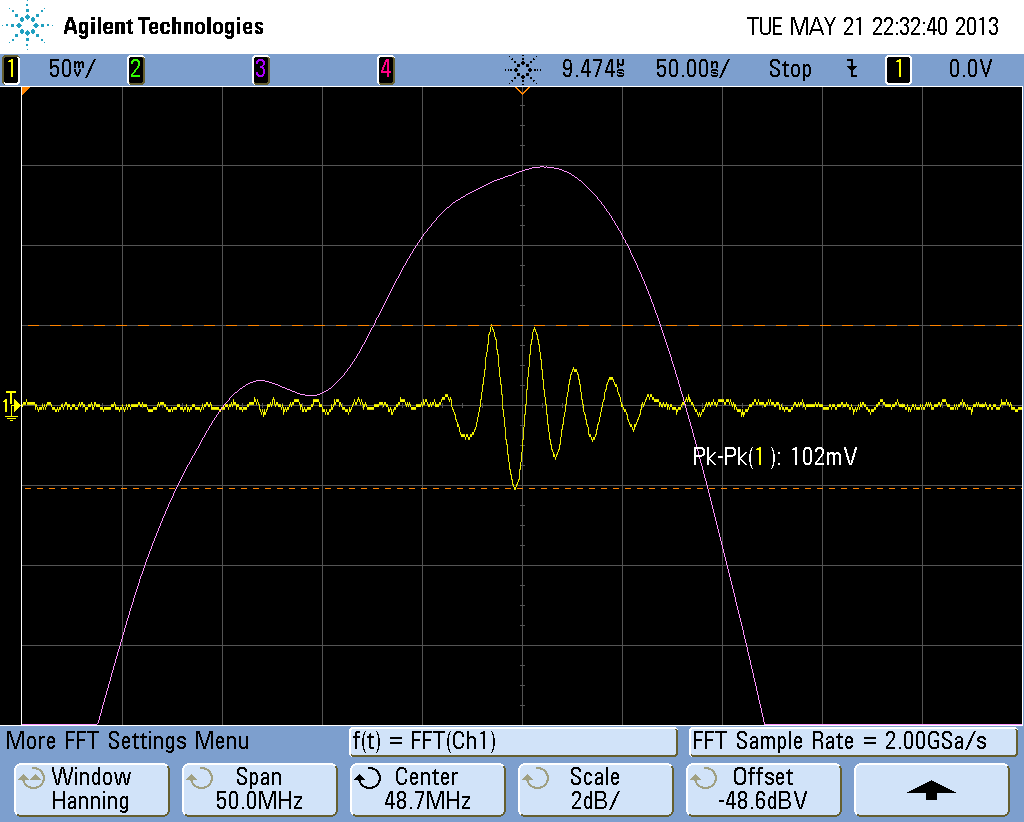 Agilent Technologies
TUE MAY 21 22:32:40 2013
1 50mV/ 2 3 4 9.474µs 50.00ns/ Stop 1 0.0V
1
Pk-Pk(1): 102mV
More FFT Settings Menu
f(t) = FFT(Ch1)
FFT Sample Rate = 2.00GSa/s
Window
Hanning
Span
50.0MHz
Center
48.7MHz
Scale
2dB/
Offset
-48.6dBV